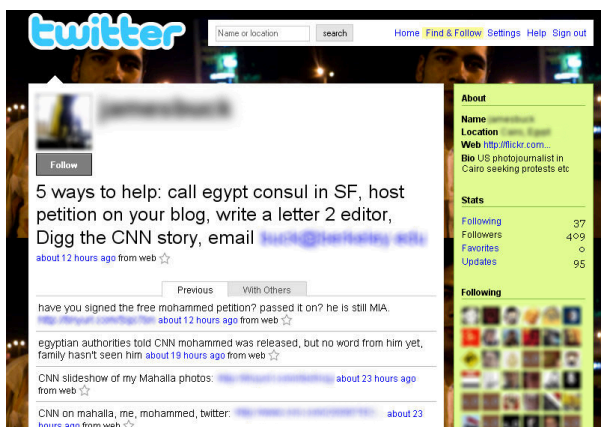 twitter
Name or location search Home Find & Follow Settings Help Sign out
Follow
5 ways to help: call egypt consul in SF, host
petition on your blog, write a letter 2 editor,
Digg the CNN story, email
about 12 hours ago from web
Previous With Others
have you signed the free mohammed petition? passed it on? he is still MIA.
about 12 hours ago from web
egyptian authorities told CNN mohammed was released, but no word from him yet,
family hasn't seen him about 19 hours ago from web
CNN slideshow of my Mahalla photos: about 23 hours ago
from web
CNN on mahalla, me, mohammed, twitter: about 23
hours ago from web
About
Name
Location
Web http://flickr.com...
Bio US photojournalist in
Cairo seeking protests etc
Stats
Following 37
Followers 409
Favorites 0
Updates 95
Following